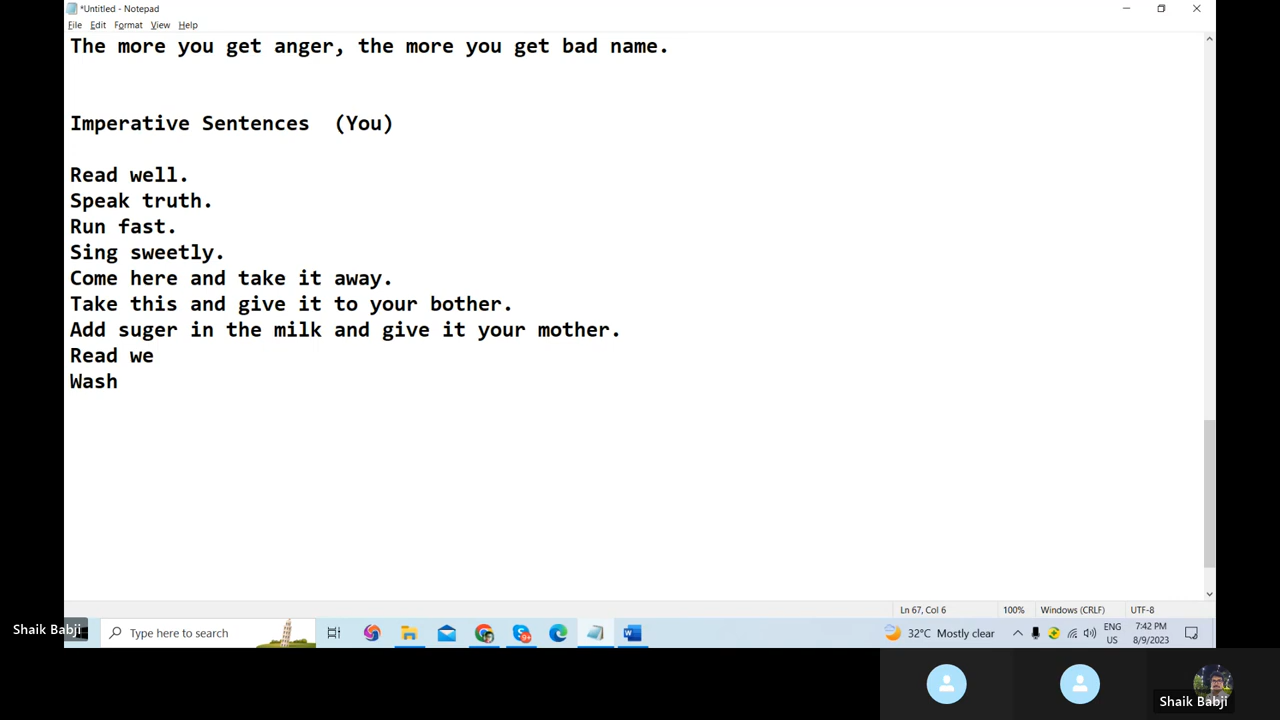 *Untitled - Notepad
File Edit Format View Help
The more you get anger, the more you get bad name.
Imperative Sentences (You)
Read well.
Speak truth.
Run fast.
Sing sweetly.
Come here and take it away.
Take this and give it to your bother.
Add suger in the milk and give it your mother.
Read we
Wash
Ln 67, Col 6 100% Windows (CRLF) UTF-8
Shaik Babji
Type here to search
32°C Mostly clear
ENG
US
7:42 PM
8/9/2023
Shaik Babji